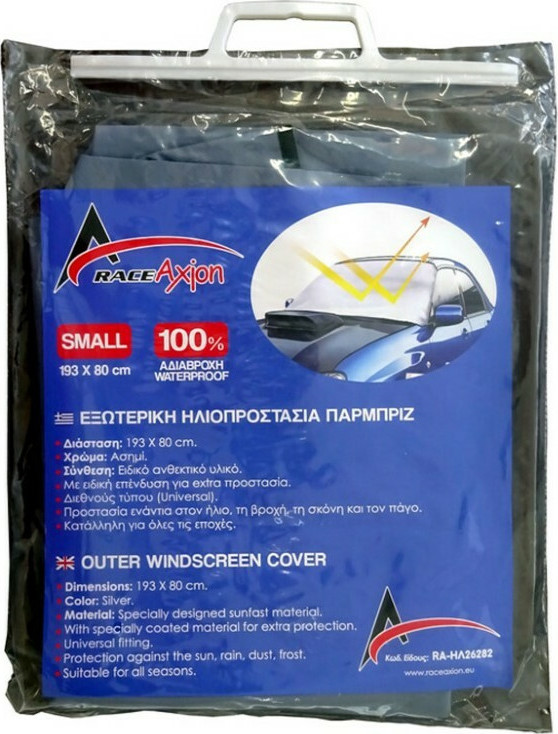 RACE Axion
SMALL
193 X 80 cm
100%
ΑΔΙΑΒΡΟΧΗ
WATERPROOF
ΕΞΩΤΕΡΙΚΗ ΗΛΙΟΠΡΟΣΤΑΣΙΑ ΠΑΡΜΠΡΙΖ
Διάσταση: 193 X 80 cm.
Χρώμα: Ασημί.
Σύνθεση: Ειδικό ανθεκτικό υλικό.
Με ειδική επένδυση για extra προστασία.
Διεθνούς τύπου (Universal).
Προστασία ενάντια στον ήλιο, τη βροχή, τη σκόνη και τον πάγο.
Κατάλληλη για όλες τις εποχές.
OUTER WINDSCREEN COVER
Dimensions: 193 X 80 cm.
Color: Silver.
Material: Specially designed sunfast material.
With specially coated material for extra protection.
Universal fitting.
Protection against the sun, rain, dust, frost.
Suitable for all seasons.
Κωδ. Είδους: RA-ΗΛ26282
www.raceaxion.eu